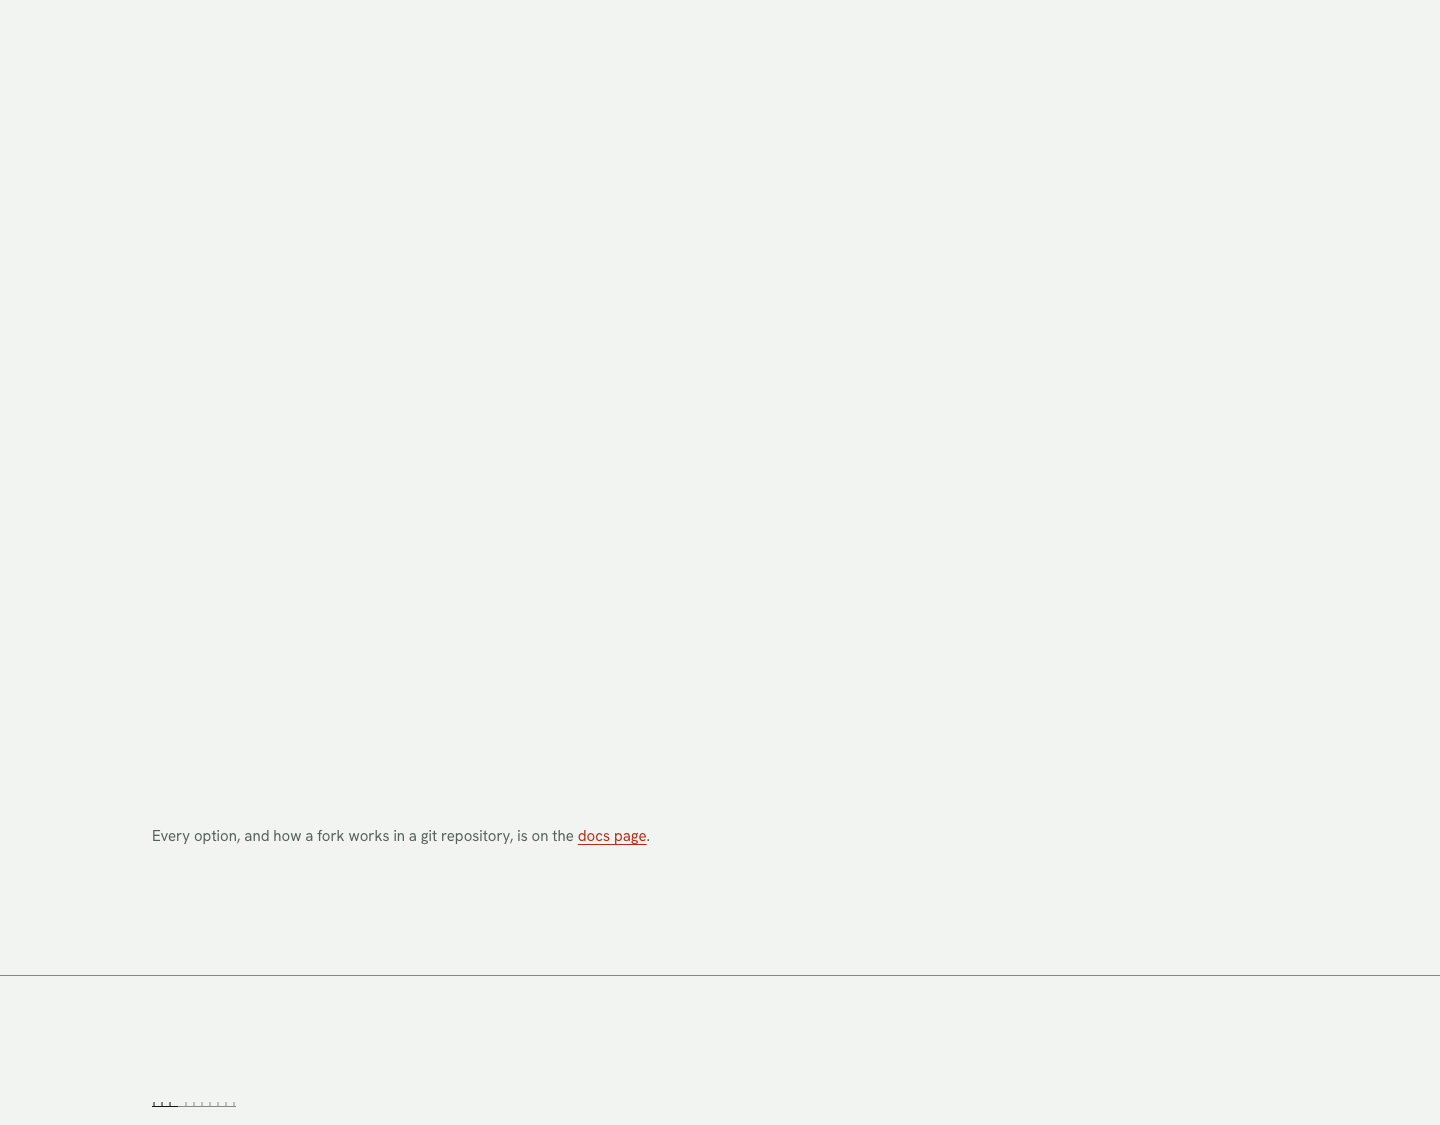 Every option, and how a fork works in a git repository, is on the docs page.